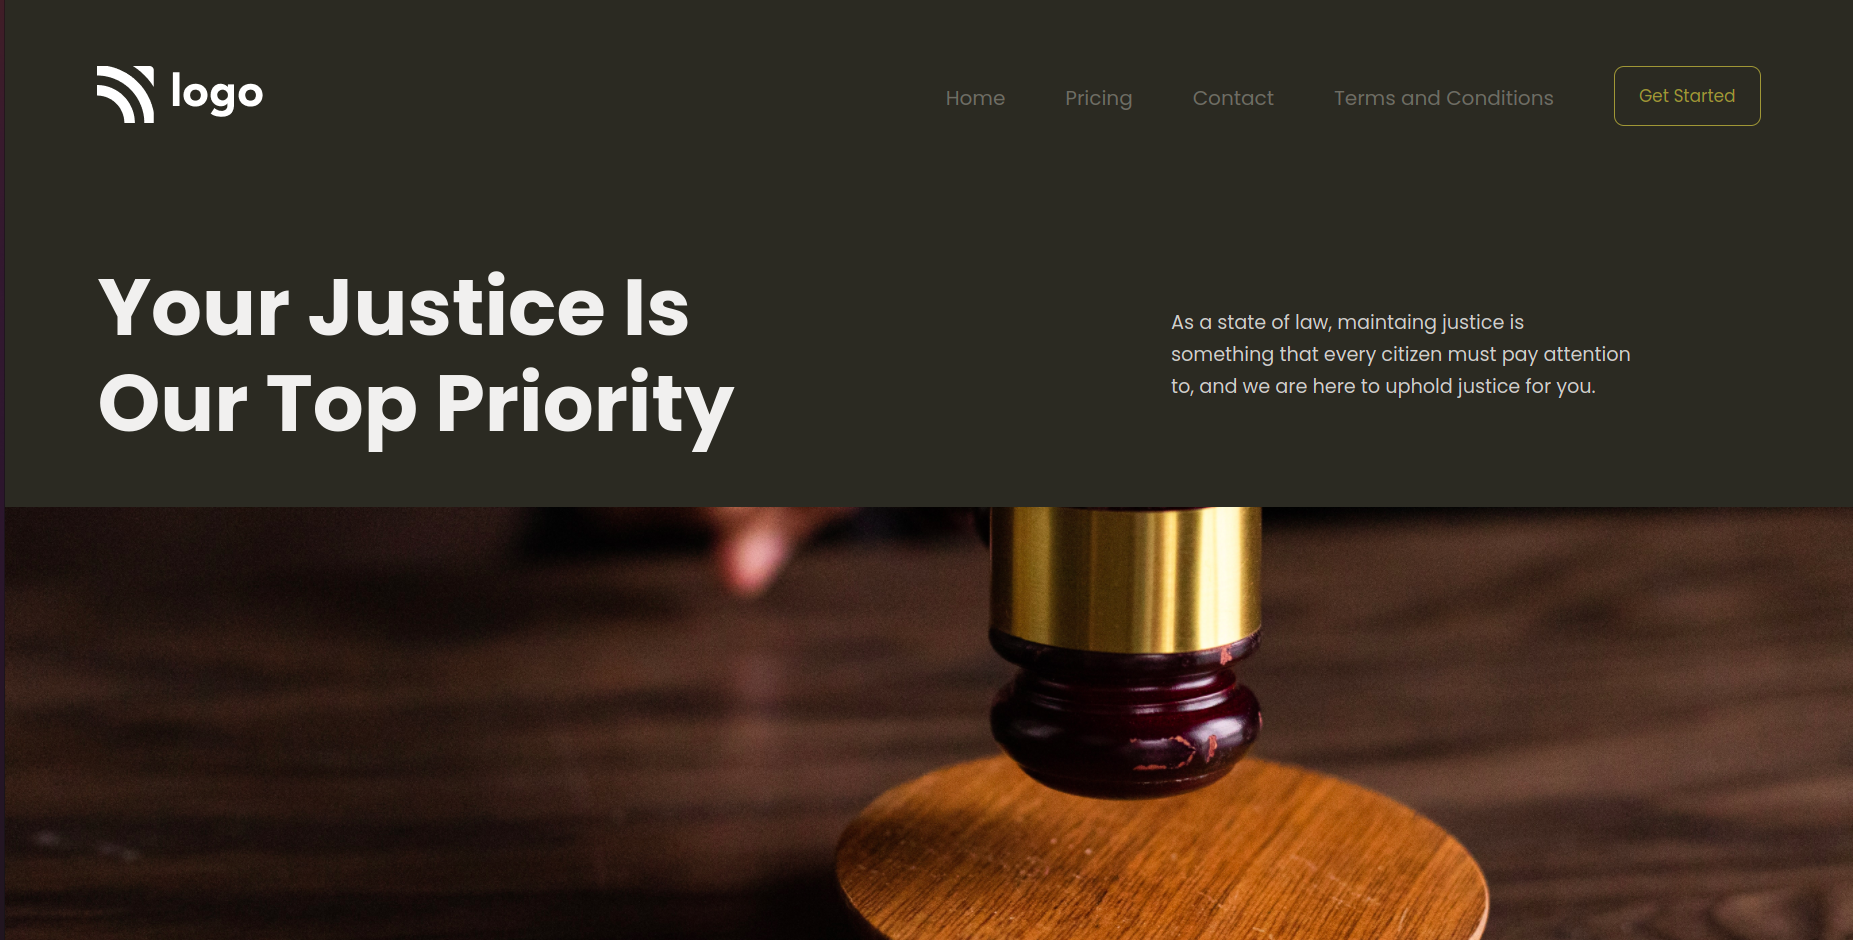 logo
Home
Pricing
Contact
Terms and Conditions
Get Started
Your Justice Is
Our Top Priority
As a state of law, maintaing justice is
something that every citizen must pay attention
to, and we are here to uphold justice for you.